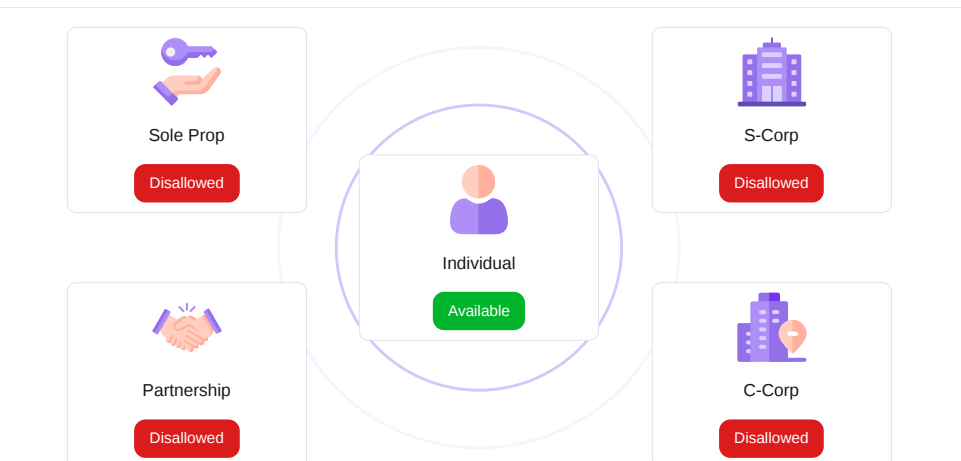 Sole Prop
Disallowed
S-Corp
Disallowed
Individual
Available
Partnership
Disallowed
C-Corp
Disallowed